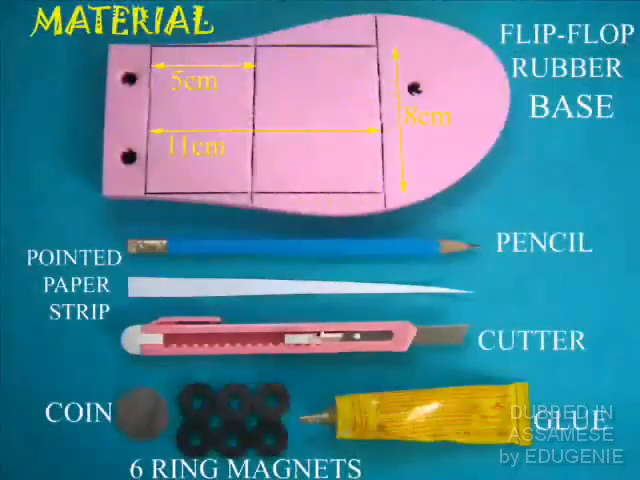 MATERIAL
FLIP-FLOP
RUBBER
BASE
5cm
8cm
11cm
PENCIL
POINTED
PAPER
STRIP
CUTTER
COIN
GLUE
6 RING MAGNETS
DUBBED IN
ASSAMESE
by EDUGENIE